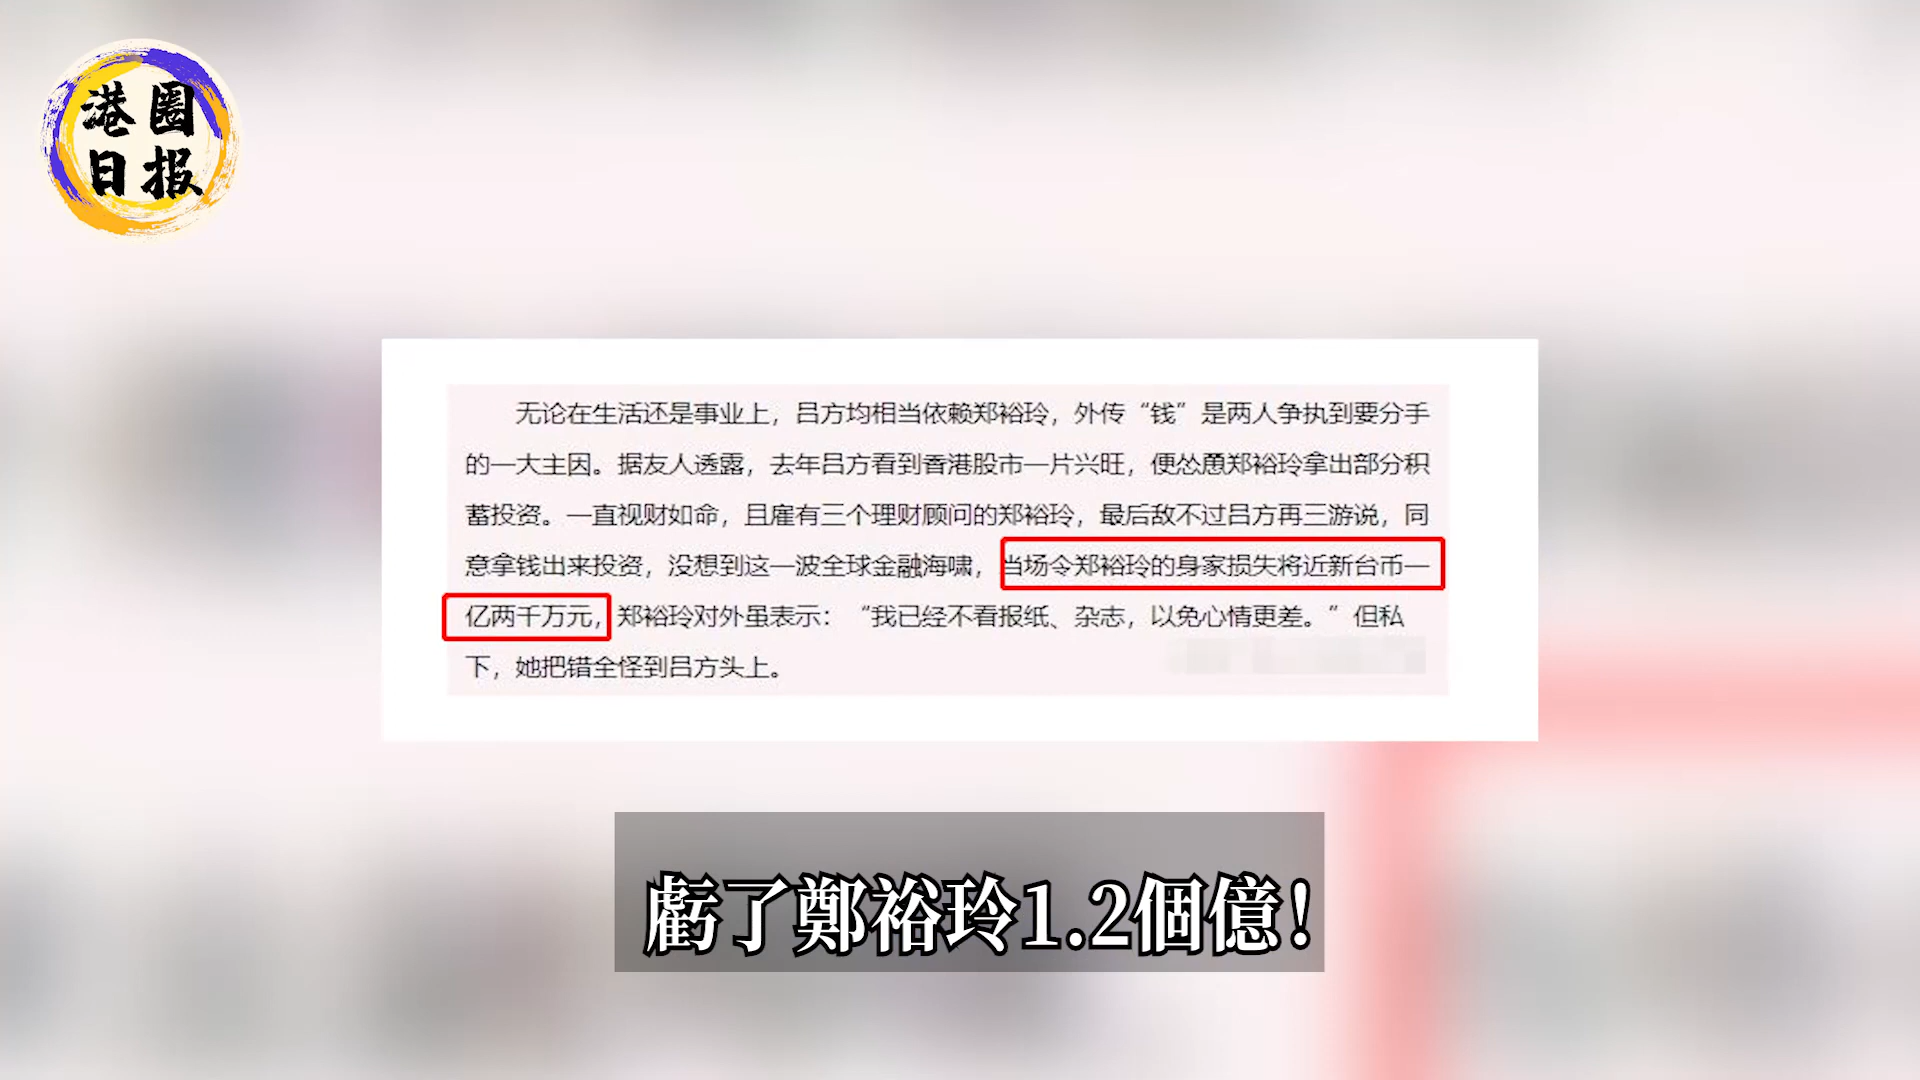 港圈
日报
无论在生活还是事业上，吕方均相当依赖郑裕玲，外传“钱”是两人争执到要分手
的一大主因。据友人透露，去年吕方看到香港股市一片兴旺，便怂恿郑裕玲拿出部分积
蓄投资。一直视财如命，且雇有三个理财顾问的郑裕玲，最后敌不过吕方再三游说，同
意拿钱出来投资，没想到这一波全球金融海啸，当场令郑裕玲的身家损失将近新台币一
亿两千万元，郑裕玲对外虽表示：“我已经不看报纸、杂志，以免心情更差。”但私
下，她把错全怪到吕方头上。
虧了鄭裕玲1.2個億！